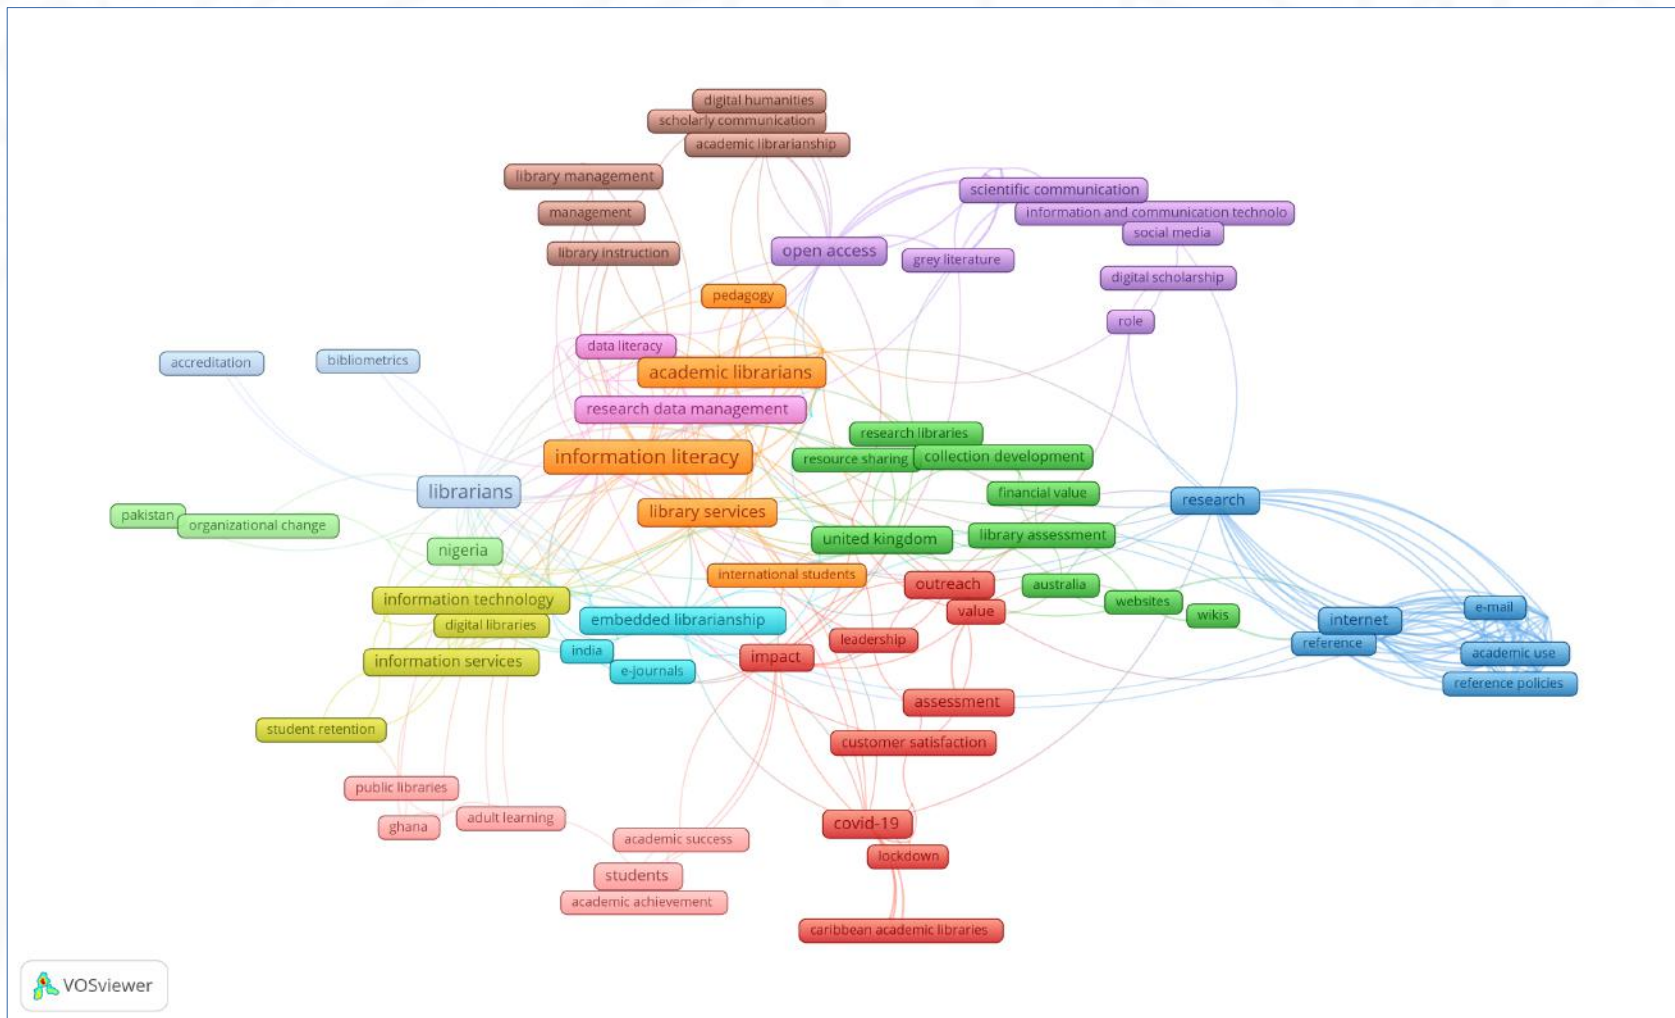 digital humanities
scholarly communication
academic librarianship
library management
scientific communication
management
information and communication technolo
social media
library instruction
open access
grey literature
digital scholarship
pedagogy
role
data literacy
accreditation
bibliometrics
academic librarians
research data management
research libraries
information literacy
resource sharing
collection development
librarians
financial value
research
library services
pakistan
organizational change
united kingdom
library assessment
nigeria
international students
outreach
australia
information technology
websites
e-mail
value
wikis
embedded librarianship
internet
digital libraries
leadership
reference
india
academic use
information services
impact
e-journals
reference policies
assessment
student retention
customer satisfaction
public libraries
adult learning
covid-19
ghana
academic success
lockdown
students
academic achievement
caribbean academic libraries
VOSviewer